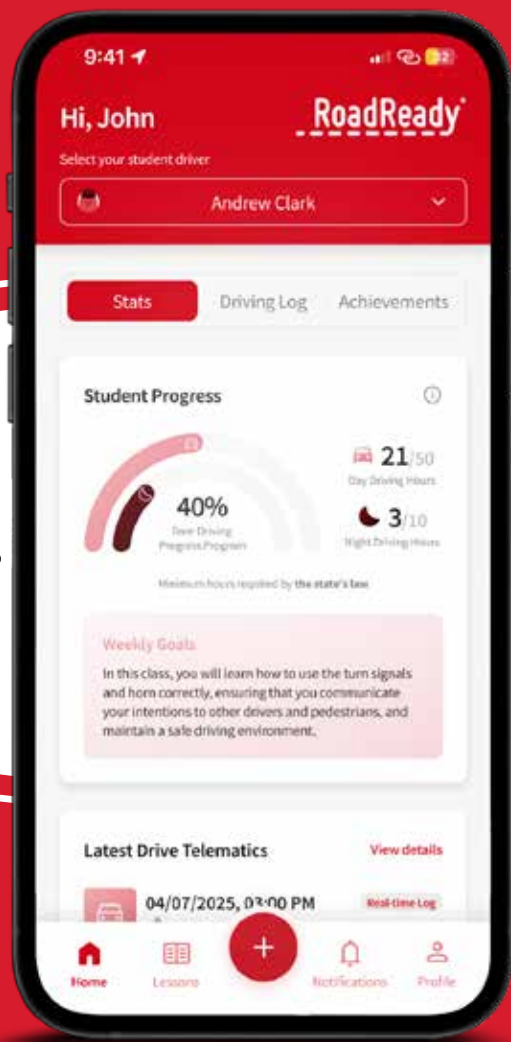 9:41
32
Hi, John
RoadReady
Select your student driver
Andrew Clark
Stats
Driving Log
Achievements
Student Progress
21/50
Day Driving Hours
40%
Teen Driving
Progress Program
3/10
Night Driving Hours
Minimum hours required by the state's law
Weekly Goals
In this class, you will learn how to use the turn signals
and horn correctly, ensuring that you communicate
your intentions to other drivers and pedestrians, and
maintain a safe driving environment.
Latest Drive Telematics
View details
04/07/2025, 03:00 PM
Real-time Log
Home
Lessons
+
Notifications
Profile